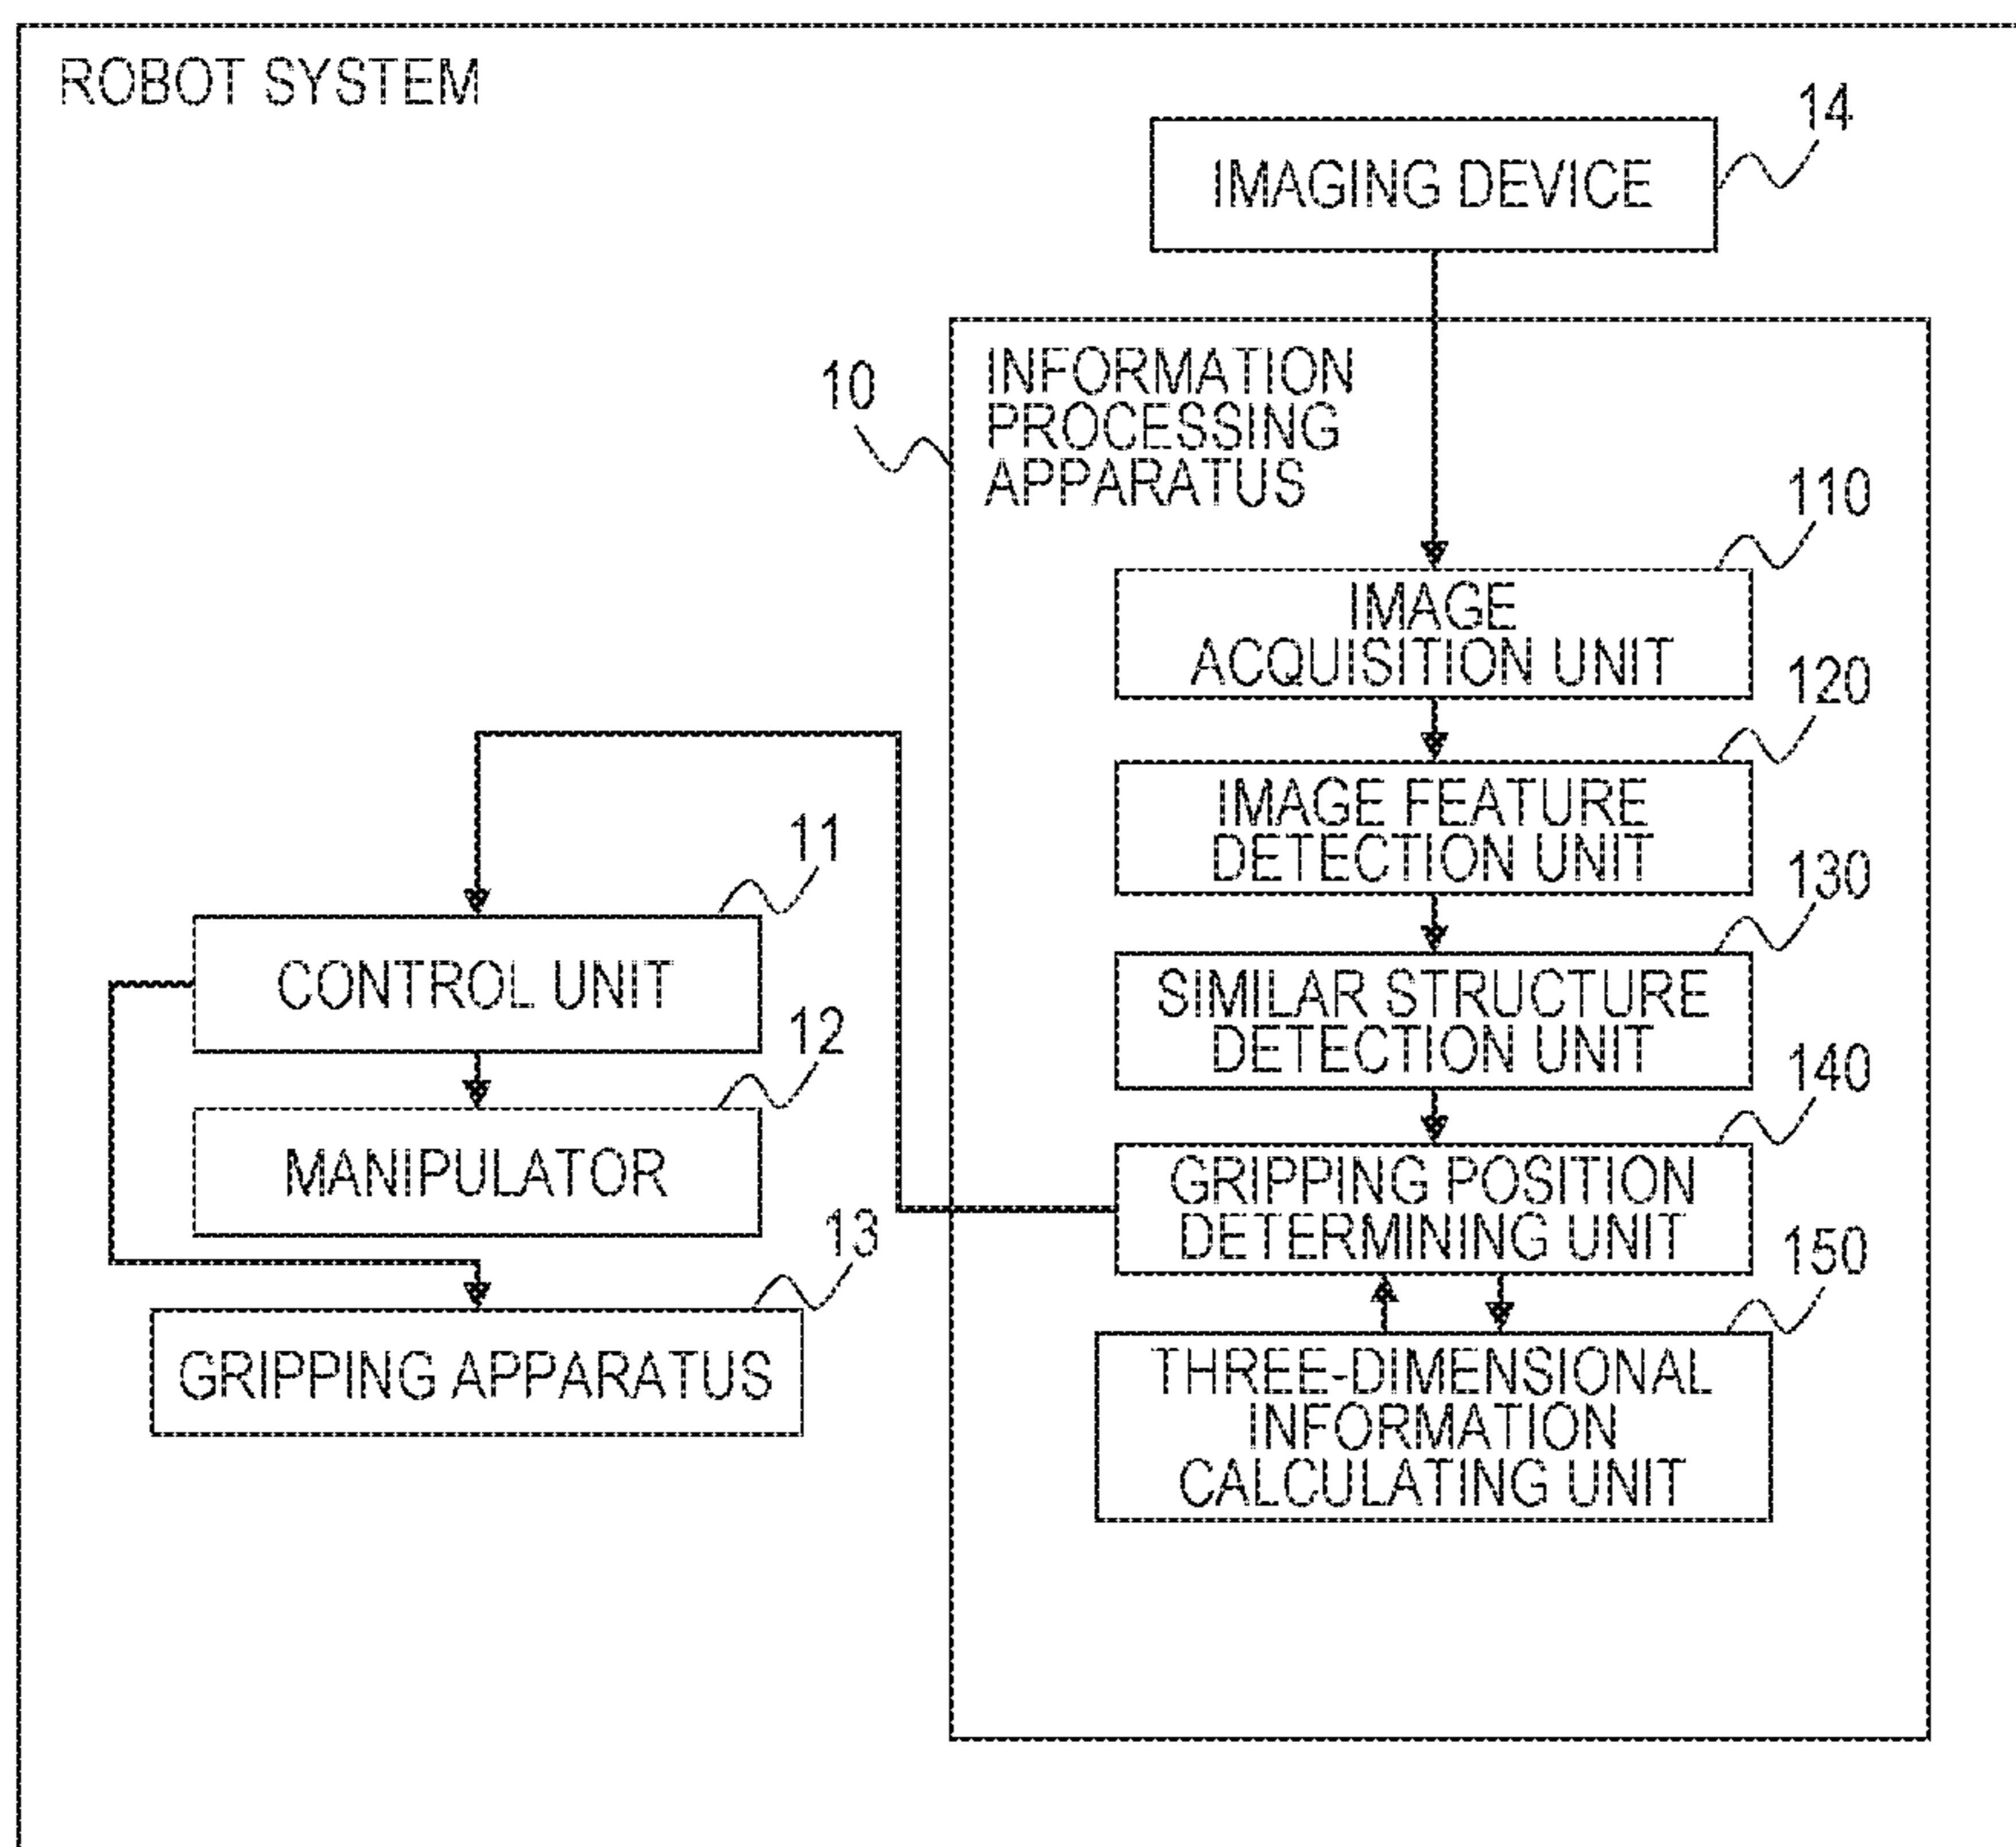 ROBOT SYSTEM
14
IMAGING DEVICE
10
INFORMATION
PROCESSING
APPARATUS
110
IMAGE
ACQUISITION UNIT
120
IMAGE FEATURE
DETECTION UNIT
130
SIMILAR STRUCTURE
DETECTION UNIT
140
GRIPPING POSITION
DETERMINING UNIT
150
THREE-DIMENSIONAL
INFORMATION
CALCULATING UNIT
11
CONTROL UNIT
12
MANIPULATOR
13
GRIPPING APPARATUS